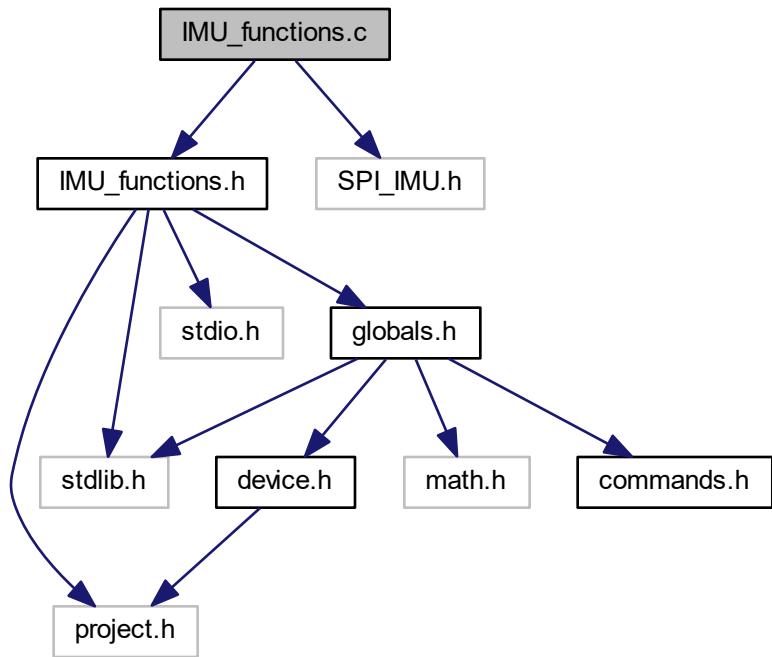 IMU_functions.c
IMU_functions.h
SPI_IMU.h
stdio.h
globals.h
stdlib.h
device.h
math.h
commands.h
project.h